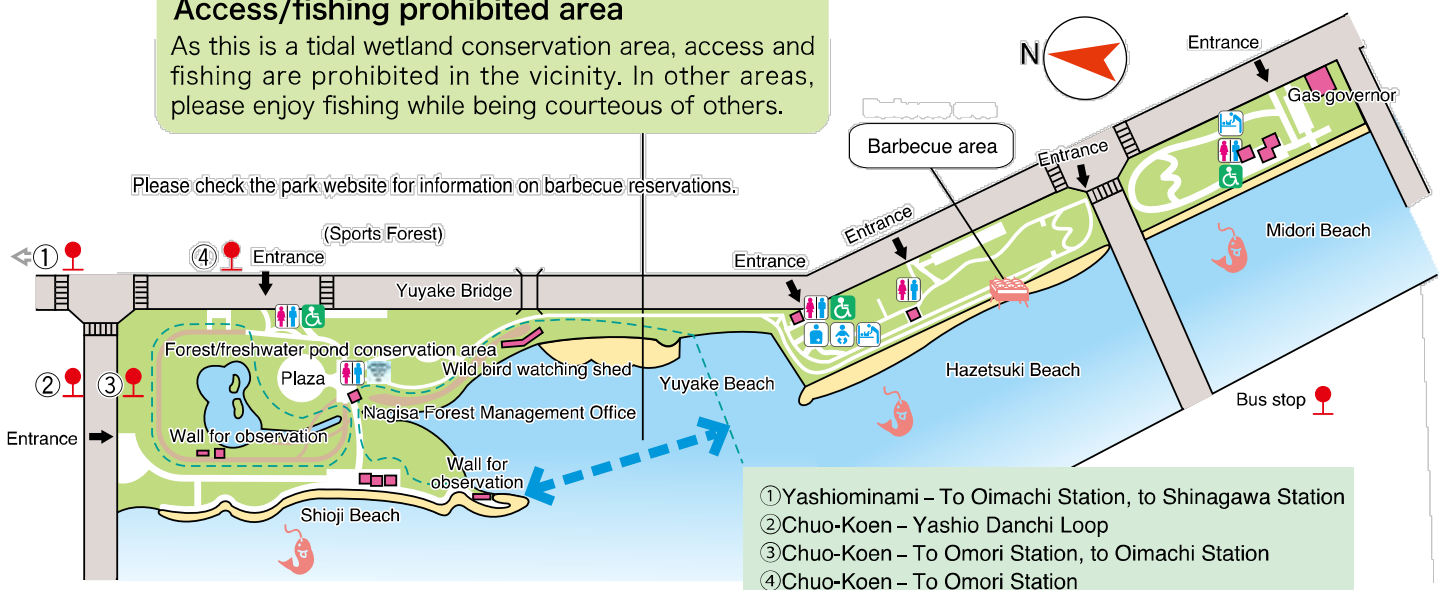 Access/fishing prohibited area
As this is a tidal wetland conservation area, access and
fishing are prohibited in the vicinity. In other areas,
please enjoy fishing while being courteous of others.
N
Entrance
Gas governor
Barbecue area
Entrance
Please check the park website for information on barbecue reservations.
Midori Beach
Entrance
(Sports Forest)
①
④
Entrance
Entrance
Yuyake Bridge
Forest/freshwater pond conservation area
Wild bird watching shed
Plaza
Yuyake Beach
Hazetsuki Beach
②
③
Nagisa Forest Management Office
Bus stop
Entrance
Wall for observation
Wall for
observation
Shioji Beach
①Yashiominami – To Oimachi Station, to Shinagawa Station
②Chuo-Koen – Yashio Danchi Loop
③Chuo-Koen – To Omori Station, to Oimachi Station
④Chuo-Koen – To Omori Station